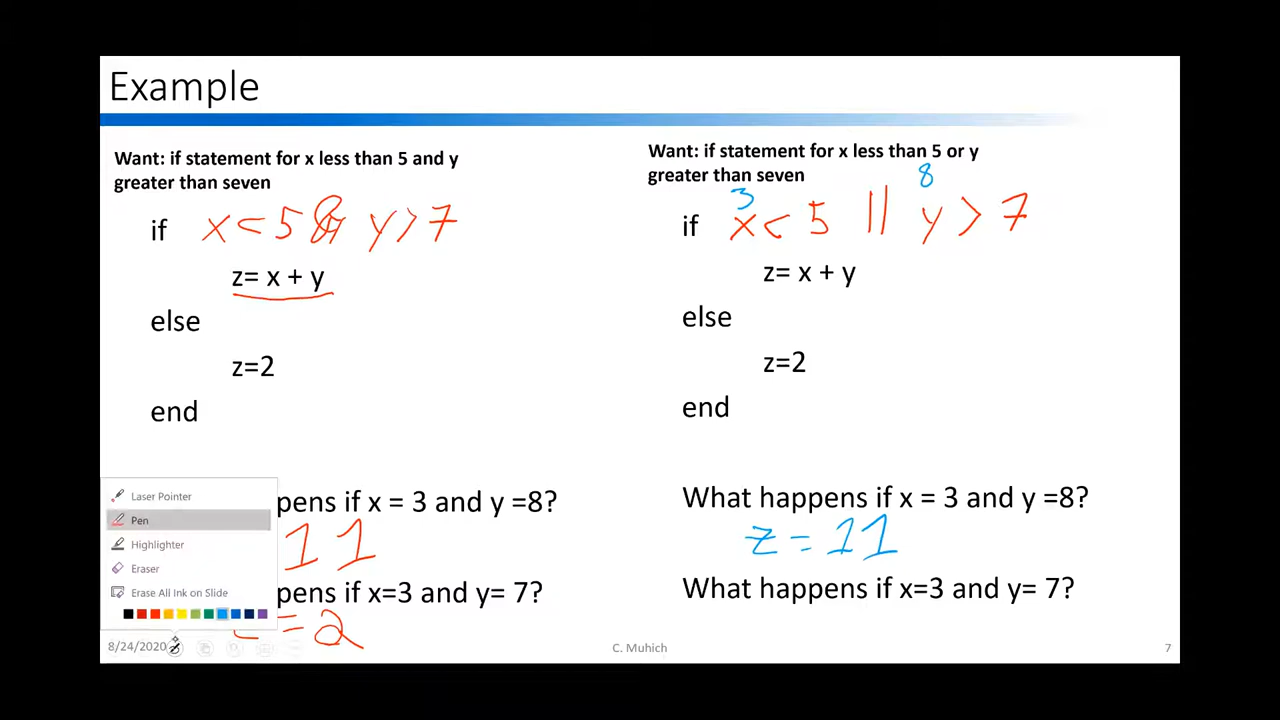 Example
Want: if statement for x less than 5 and y
greater than seven
if x < 5 && y > 7
z= x + y
else
z=2
end
pens if x = 3 and y =8?
11
pens if x=3 and y= 7?
= 2
Want: if statement for x less than 5 or y
greater than seven
3 8
if x < 5 || y > 7
z= x + y
else
z=2
end
What happens if x = 3 and y =8?
z = 11
What happens if x=3 and y= 7?
Laser Pointer
Pen
Highlighter
Eraser
Erase All Ink on Slide
8/24/2020
C. Muhich
7